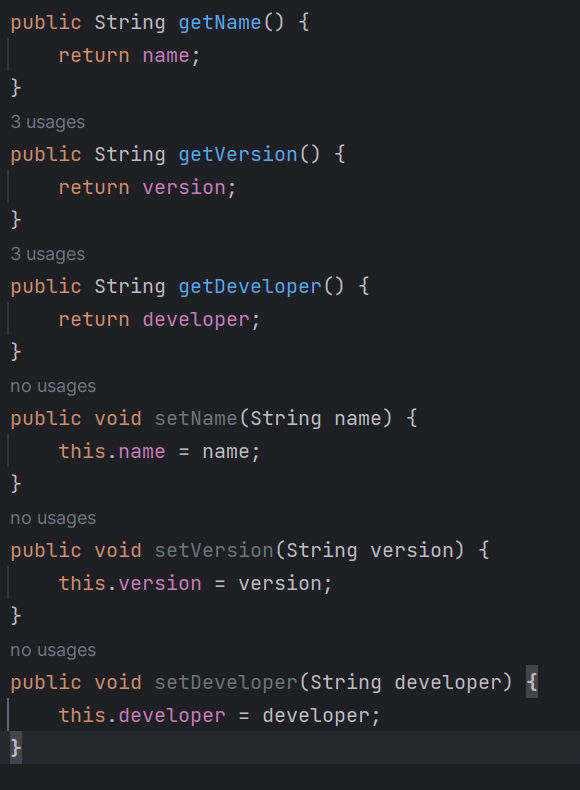 public String getName() {
    return name;
}
3 usages
public String getVersion() {
    return version;
}
3 usages
public String getDeveloper() {
    return developer;
}
no usages
public void setName(String name) {
    this.name = name;
}
no usages
public void setVersion(String version) {
    this.version = version;
}
no usages
public void setDeveloper(String developer) {
    this.developer = developer;
}